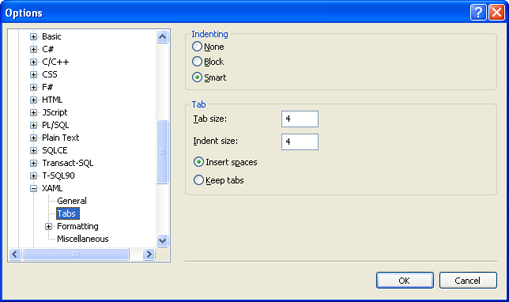 Options
Basic
C#
C/C++
CSS
F#
HTML
JScript
PL/SQL
Plain Text
SQLCE
Transact-SQL
T-SQL90
XAML
General
Tabs
Formatting
Miscellaneous
Indenting
None
Block
Smart
Tab
Tab size: 4
Indent size: 4
Insert spaces
Keep tabs
OK Cancel